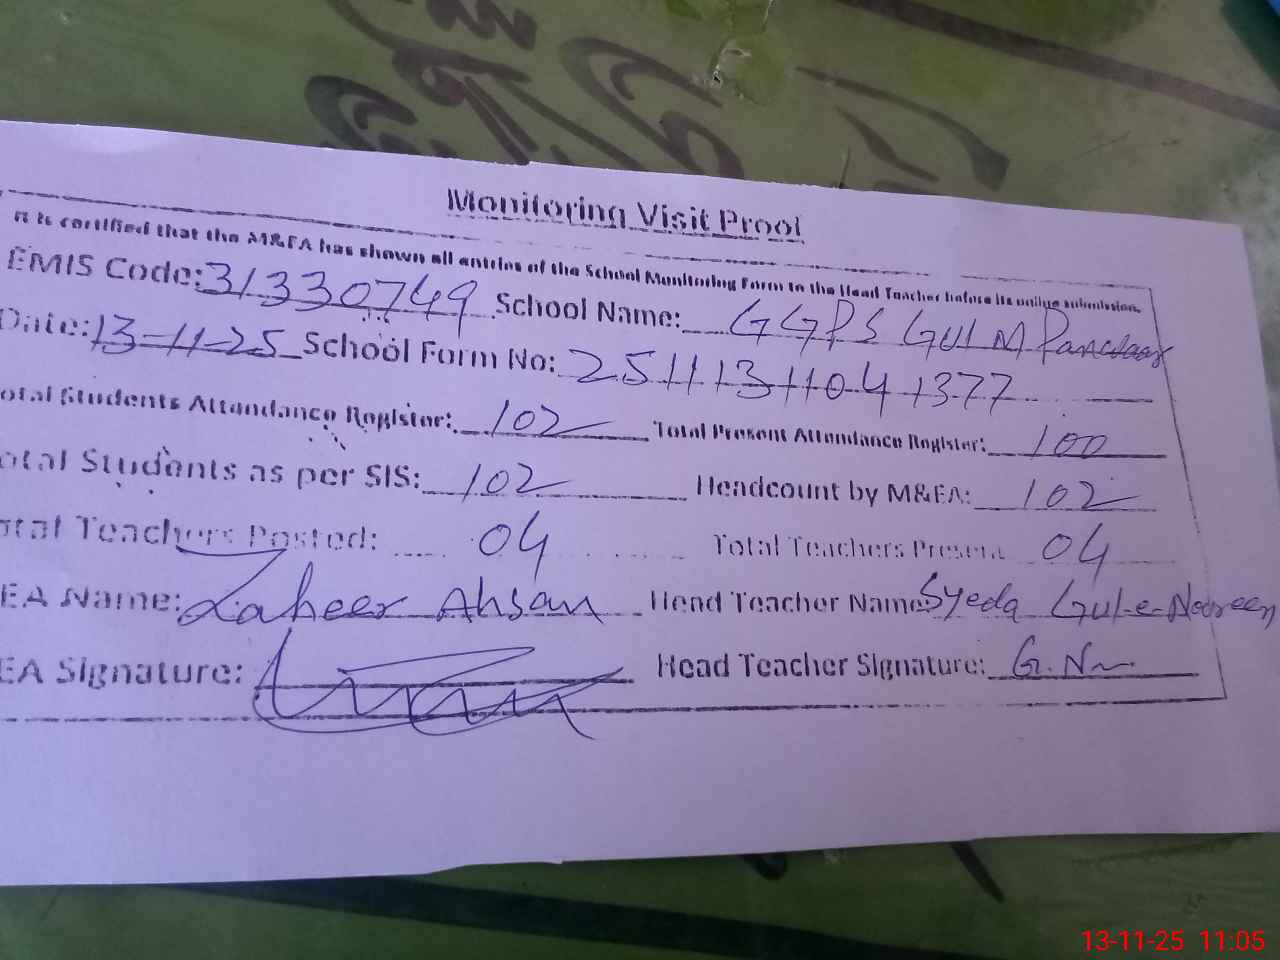 Monitoring Visit Proof
It is certified that the M&EA has shown all entries of the School Monitoring Form to the Head Teacher before its online submission.
EMIS Code: 31330749 School Name: GGPS GUL M
Date: 13-11-25 School Form No: 25111311041377
otal Students Attendance Register: 102 Total Present Attendance Register: 100
otal Students as per SIS: 102 Headcount by M&EA: 102
otal Teachers Posted: 04 Total Teachers Present 04
EA Name: Zaheer Ahsan Head Teacher Name: Syeda Gul-e-Noreen
EA Signature: Head Teacher Signature: G.N
13-11-25 11:05